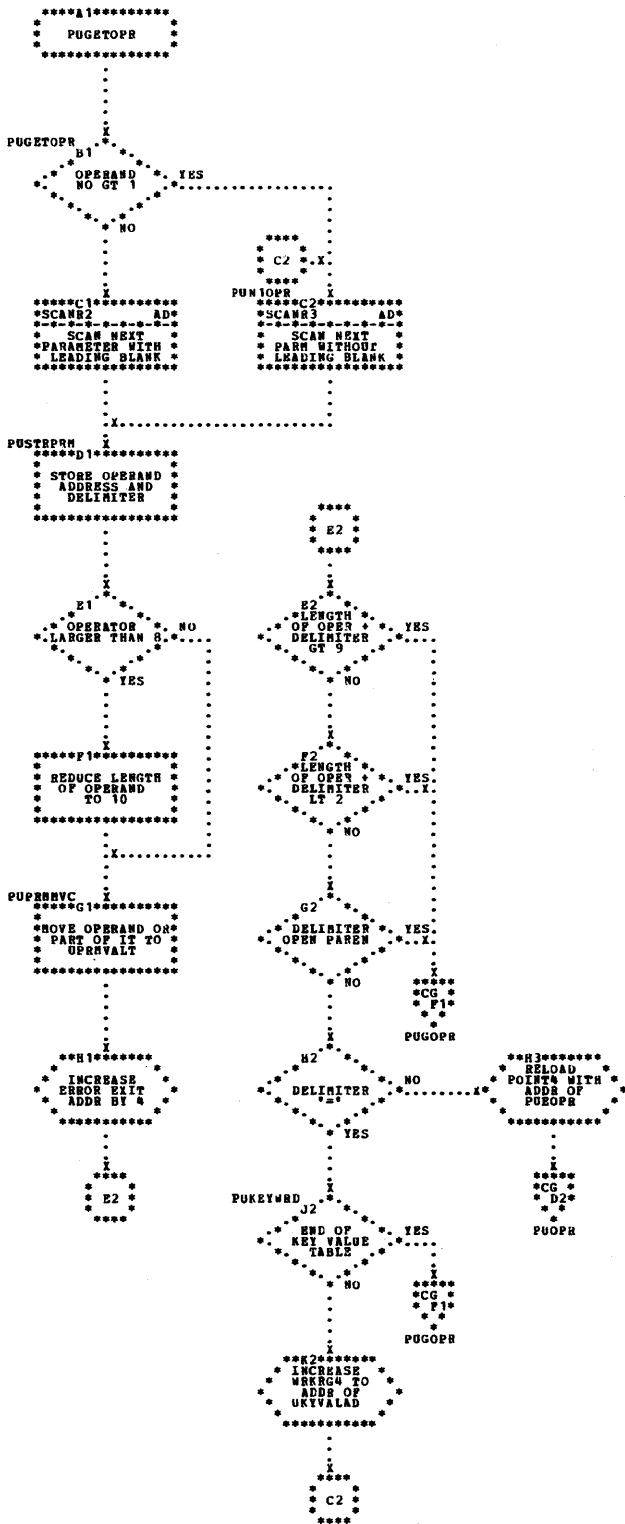 A1
PUGETOPR
PUGETOPR
B1
OPERAND
NO GT 1
YES
NO
C2
PUN1OPR
C1
SCANR2 AD
SCAN NEXT
PARAMETER WITH
LEADING BLANK
C2
SCANR3 AD
SCAN NEXT
PARM WITHOUT
LEADING BLANK
PUSTRPRM
D1
STORE OPERAND
ADDRESS AND
DELIMITER
E2
E1
OPERATOR
LARGER THAN 8
NO
YES
E2
LENGTH
OF OPER +
DELIMITER
GT 9
YES
NO
F1
REDUCE LENGTH
OF OPERAND
TO 10
F2
LENGTH
OF OPER +
DELIMITER
LT 2
YES
NO
PUPRMMVC
G1
MOVE OPERAND OR
PART OF IT TO
UPRMVALT
G2
DELIMITER
OPEN PAREN
YES
NO
CG
F1
PUGOPR
H1
INCREASE
ERROR EXIT
ADDR BY 4
H2
DELIMITER
'='
NO
YES
H3
RELOAD
POINT4 WITH
ADDR OF
PUEOPR
E2
CG
D2
PUOPR
PUKEYWRD
J2
END OF
KEY VALUE
TABLE
YES
NO
CG
F1
PUGOPR
K2
INCREASE
WRKRG4 TO
ADDR OF
UKYVALAD
C2